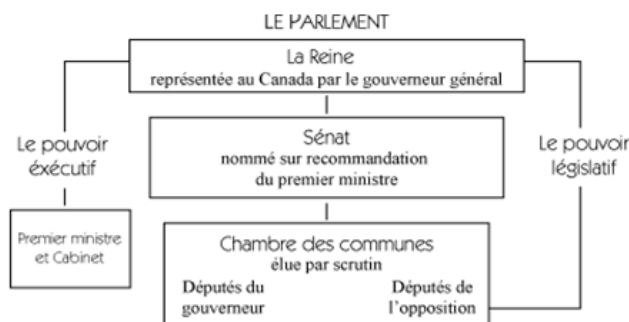 LE PARLEMENT
La Reine
représentée au Canada par le gouverneur général
Le pouvoir
éxécutif
Sénat
nommé sur recommandation
du premier ministre
Le pouvoir
législatif
Premier ministre
et Cabinet
Chambre des communes
élue par scrutin
Députés du
gouverneur
Députés de
l'opposition